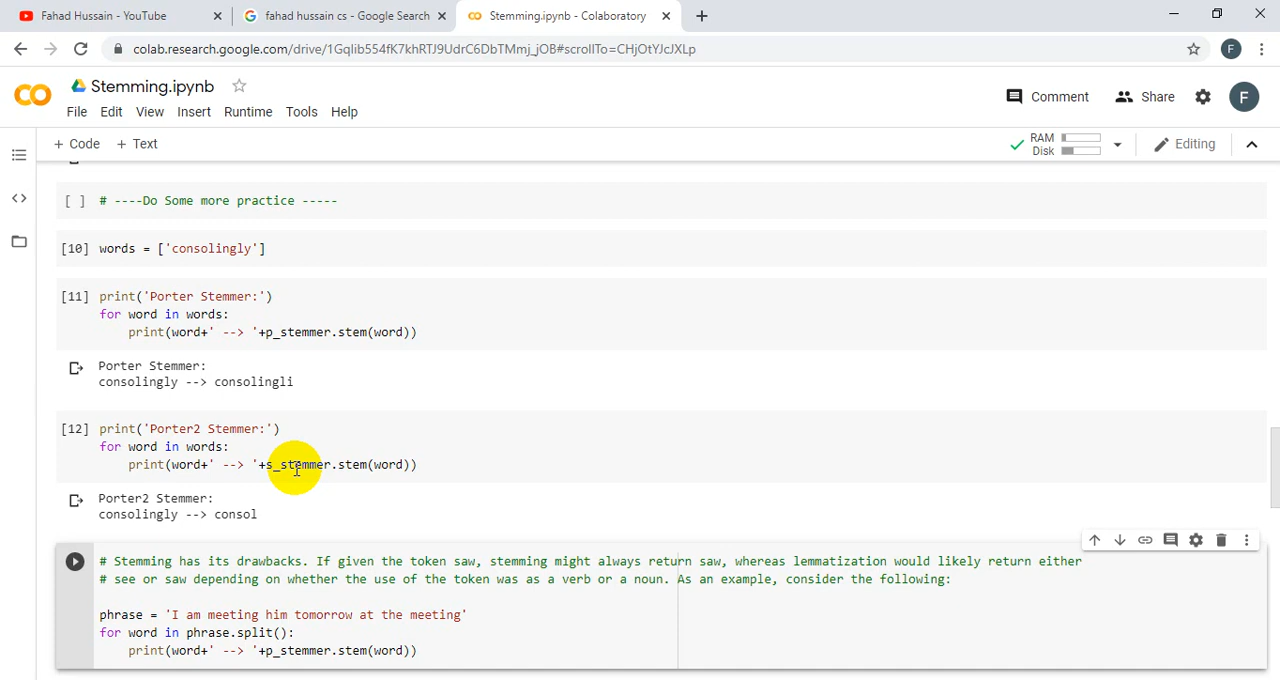 Fahad Hussain - YouTube
fahad hussain cs - Google Search
Stemming.ipynb - Colaboratory
colab.research.google.com/drive/1Gqlib554fK7khRTJ9UdrC6DbTMmj_jOB#scrollTo=CHjOtYJcJXLp
F
Stemming.ipynb
File Edit View Insert Runtime Tools Help
Comment Share F
+ Code + Text
RAM
Disk
Editing
[ ] # ----Do Some more practice -----
[10] words = ['consolingly']
[11] print('Porter Stemmer:')
for word in words:
print(word+' --> '+p_stemmer.stem(word))
Porter Stemmer:
consolingly --> consolingli
[12] print('Porter2 Stemmer:')
for word in words:
print(word+' --> '+s_stemmer.stem(word))
Porter2 Stemmer:
consolingly --> consol
# Stemming has its drawbacks. If given the token saw, stemming might always return saw, whereas lemmatization would likely return either
# see or saw depending on whether the use of the token was as a verb or a noun. As an example, consider the following:
phrase = 'I am meeting him tomorrow at the meeting'
for word in phrase.split():
print(word+' --> '+p_stemmer.stem(word))